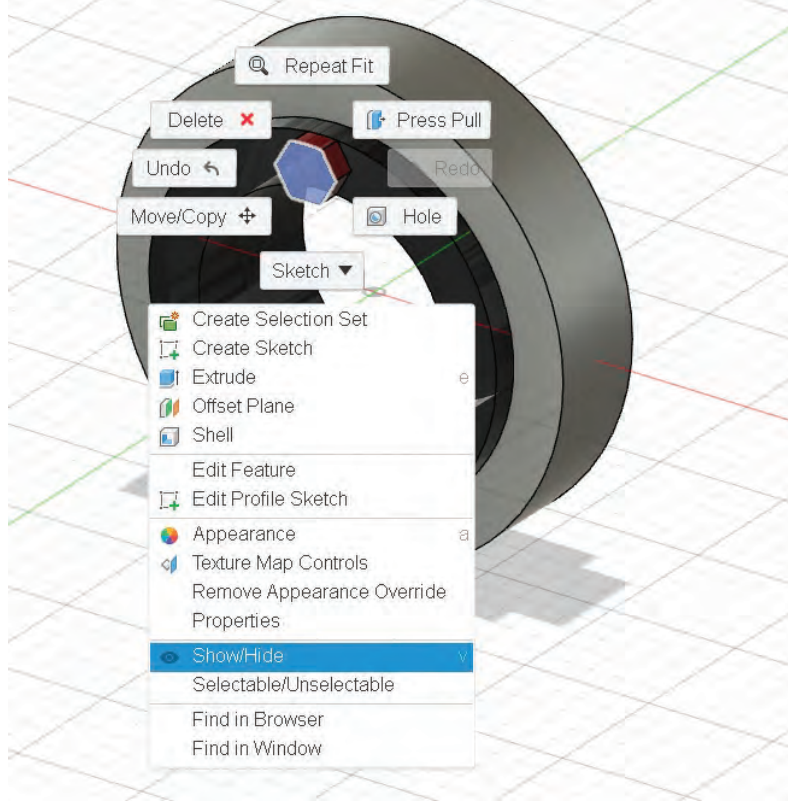 Repeat Fit
Delete
Press Pull
Undo
Redo
Move/Copy
Hole
Sketch
Create Selection Set
Create Sketch
Extrude e
Offset Plane
Shell
Edit Feature
Edit Profile Sketch
Appearance a
Texture Map Controls
Remove Appearance Override
Properties
Show/Hide v
Selectable/Unselectable
Find in Browser
Find in Window